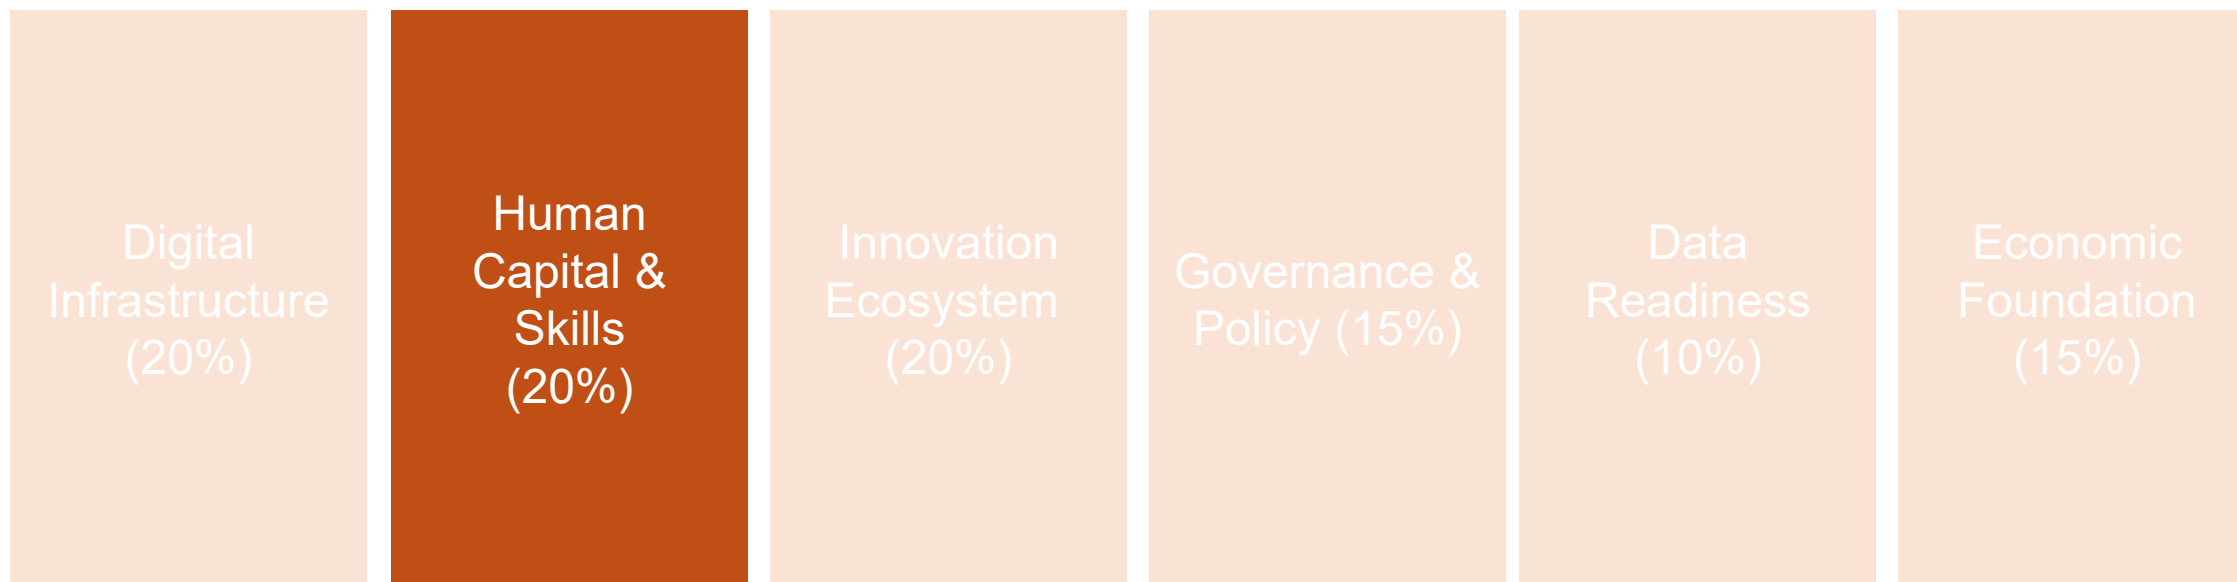 Digital
Infrastructure
(20%)
Human
Capital &
Skills
(20%)
Innovation
Ecosystem
(20%)
Governance &
Policy (15%)
Data
Readiness
(10%)
Economic
Foundation
(15%)